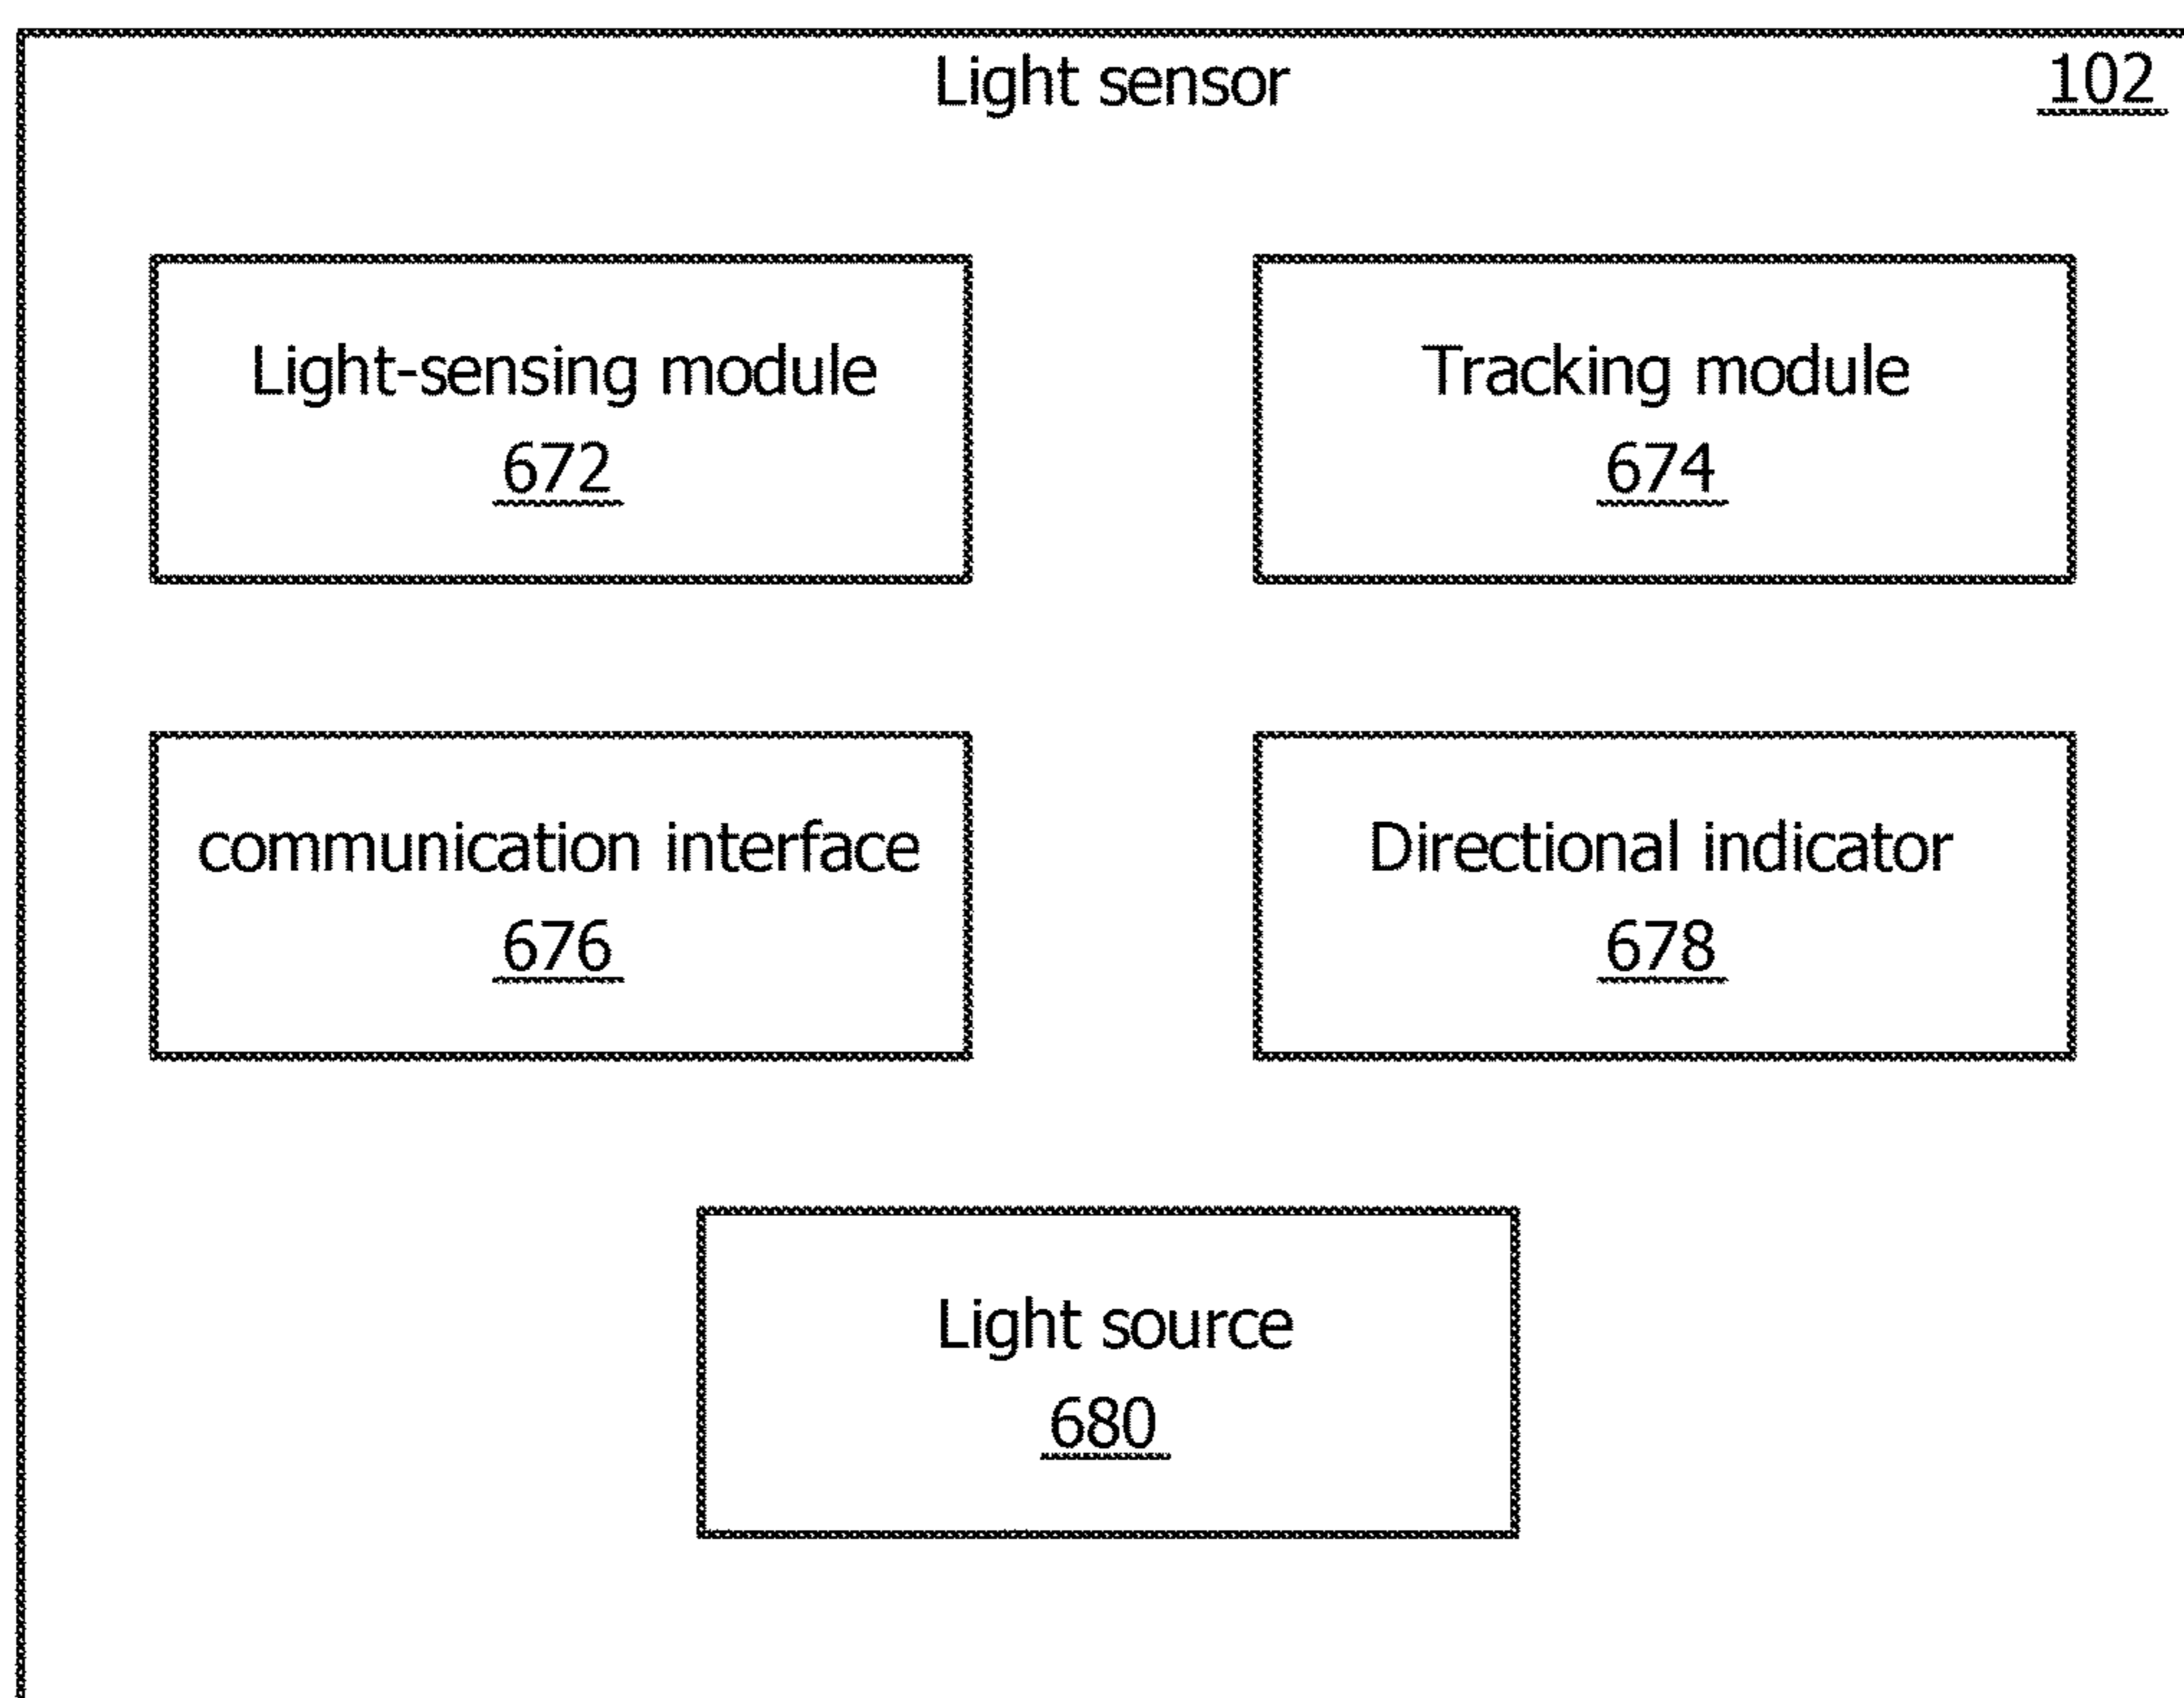 Light sensor 102
Light-sensing module
672
Tracking module
674
communication interface
676
Directional indicator
678
Light source
680